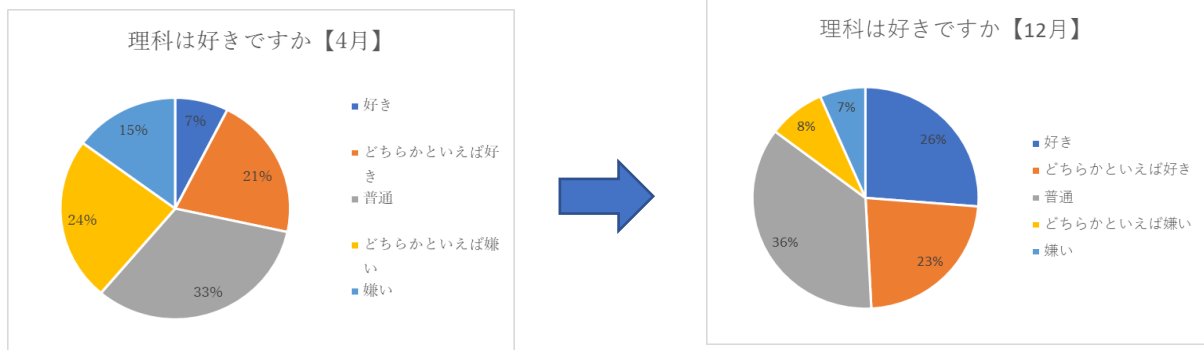 理科は好きですか【4月】
7%
21%
33%
24%
15%
好き
どちらかといえば好
き
普通
どちらかといえば嫌
い
嫌い
理科は好きですか【12月】
26%
23%
36%
8%
7%
好き
どちらかといえば好き
普通
どちらかといえば嫌い
嫌い